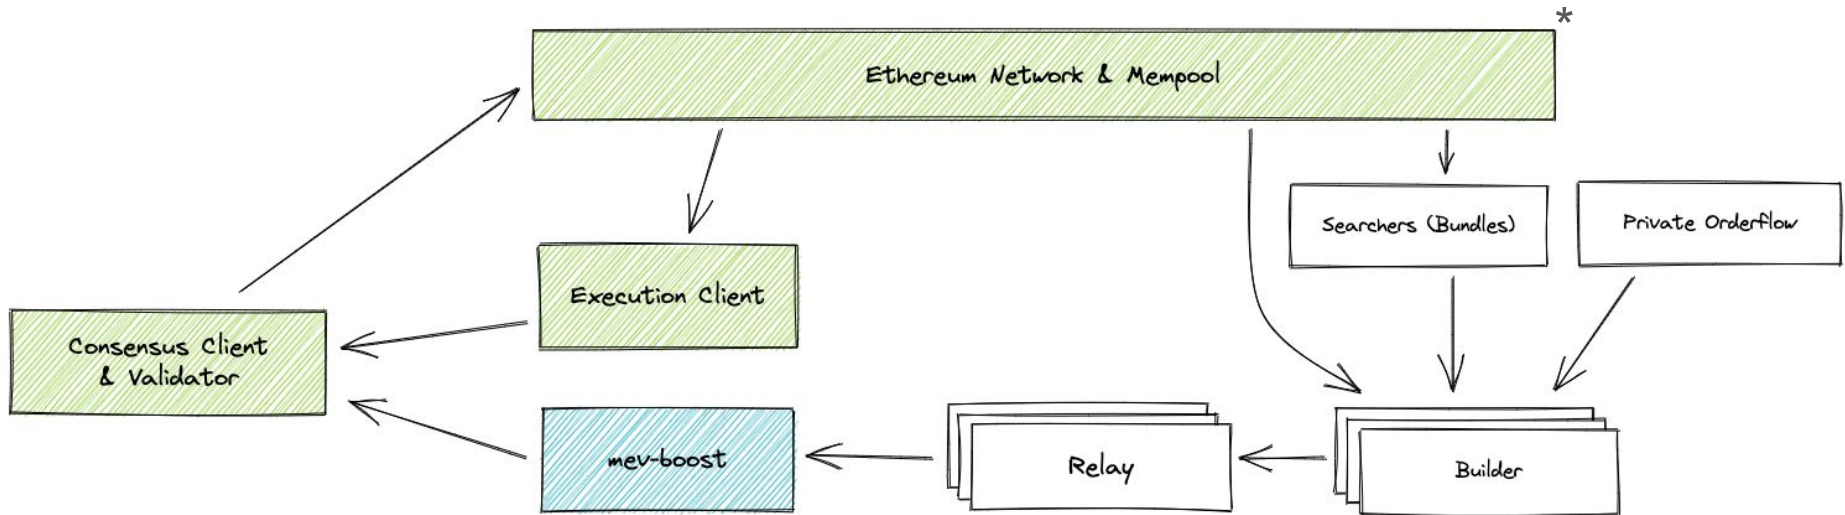 *
Ethereum Network & Mempool
Searchers (Bundles)
Private Orderflow
Execution Client
Consensus Client
& Validator
mev-boost
Relay
Builder